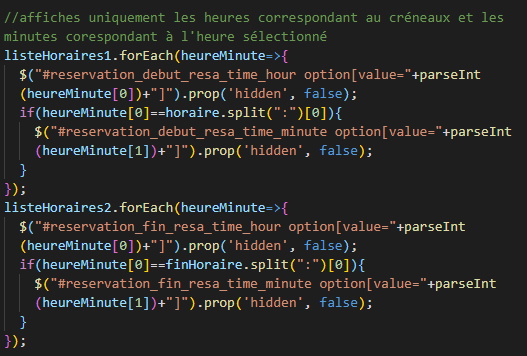 //affiches uniquement les heures correspondant au créneaux et les
minutes corespondant à l'heure sélectionné
listeHoraires1.forEach(heureMinute=>{
  $("#reservation_debut_resa_time_hour option[value="+parseInt
  (heureMinute[0])+"]").prop('hidden', false);
  if(heureMinute[0]==horaire.split(":")[0]){
    $("#reservation_debut_resa_time_minute option[value="+parseInt
    (heureMinute[1])+"]").prop('hidden', false);
  }
});
listeHoraires2.forEach(heureMinute=>{
  $("#reservation_fin_resa_time_hour option[value="+parseInt
  (heureMinute[0])+"]").prop('hidden', false);
  if(heureMinute[0]==finHoraire.split(":")[0]){
    $("#reservation_fin_resa_time_minute option[value="+parseInt
    (heureMinute[1])+"]").prop('hidden', false);
  }
});